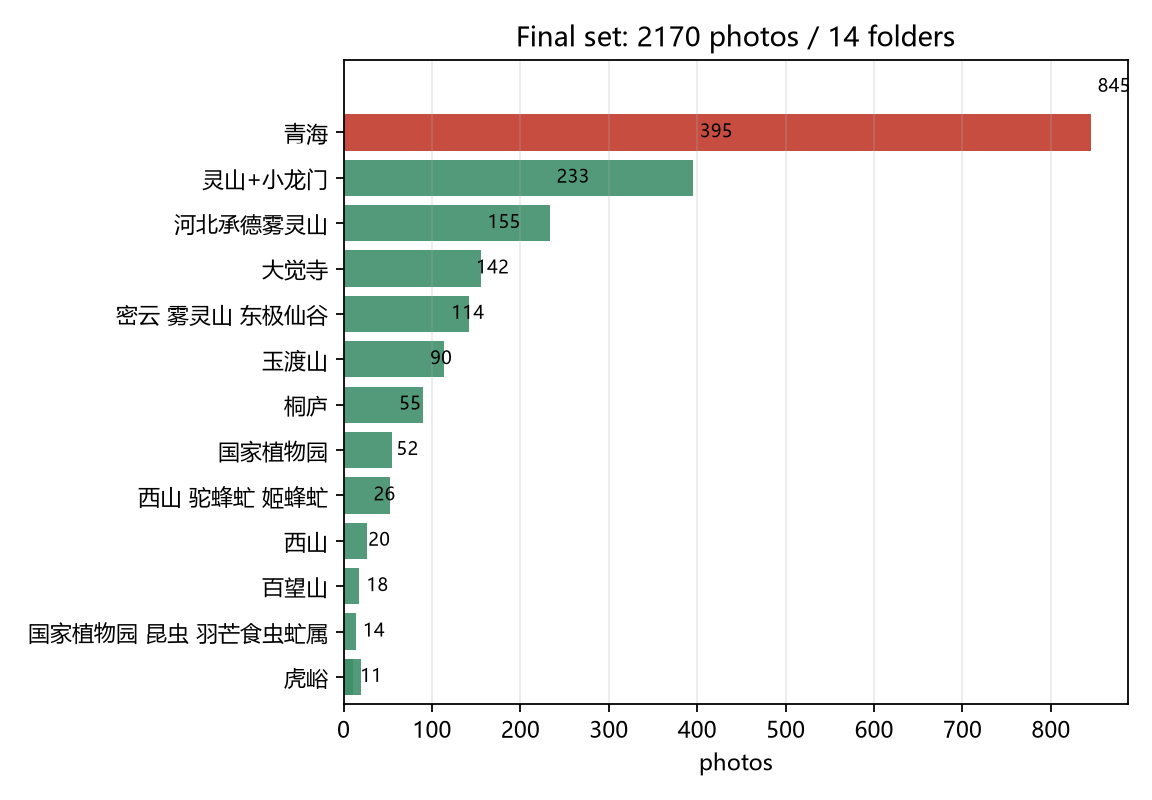 Final set: 2170 photos / 14 folders
845
青海 395
灵山+小龙门 233
河北承德雾灵山 155
大觉寺 142
密云 雾灵山 东极仙谷 114
玉渡山 90
桐庐 55
国家植物园 52
西山 驼蜂虻 姬蜂虻 26
西山 20
百望山 18
国家植物园 昆虫 羽芒食虫虻属 14
虎峪 11
0 100 200 300 400 500 600 700 800
photos